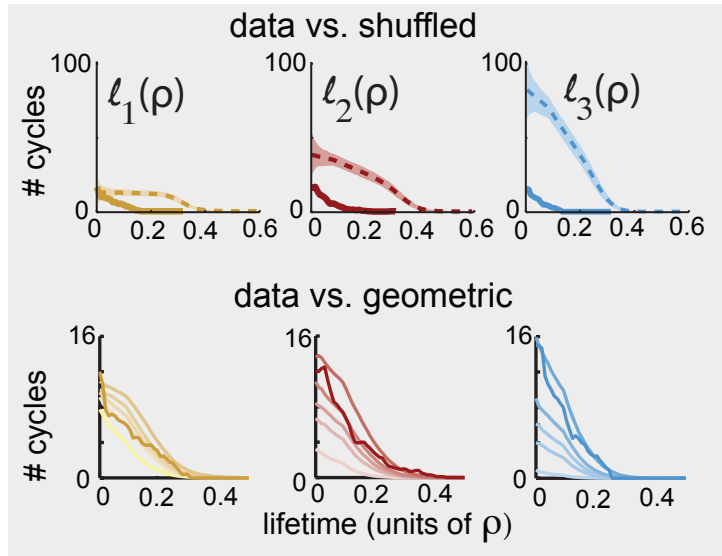 data vs. shuffled
# cycles
100 100 100
ℓ1(ρ) ℓ2(ρ) ℓ3(ρ)
0 0 0
0 0.2 0.4 0.6 0 0.2 0.4 0.6 0 0.2 0.4 0.6
data vs. geometric
# cycles
16 16 16
0 0 0
0 0.2 0.4 0 0.2 0.4 0 0.2 0.4
lifetime (units of ρ)